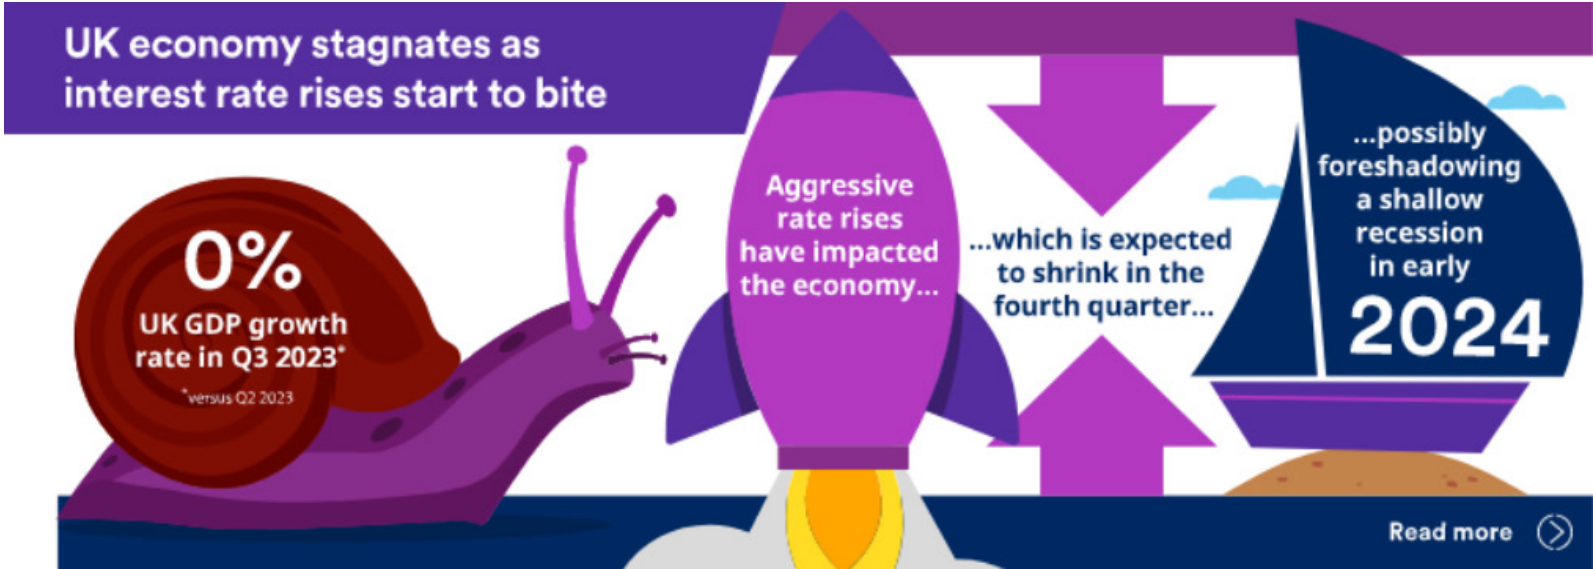 UK economy stagnates as
interest rate rises start to bite
0%
UK GDP growth
rate in Q3 2023*
*versus Q2 2023
Aggressive
rate rises
have impacted
the economy...
...which is expected
to shrink in the
fourth quarter...
...possibly
foreshadowing
a shallow
recession
in early
2024
Read more